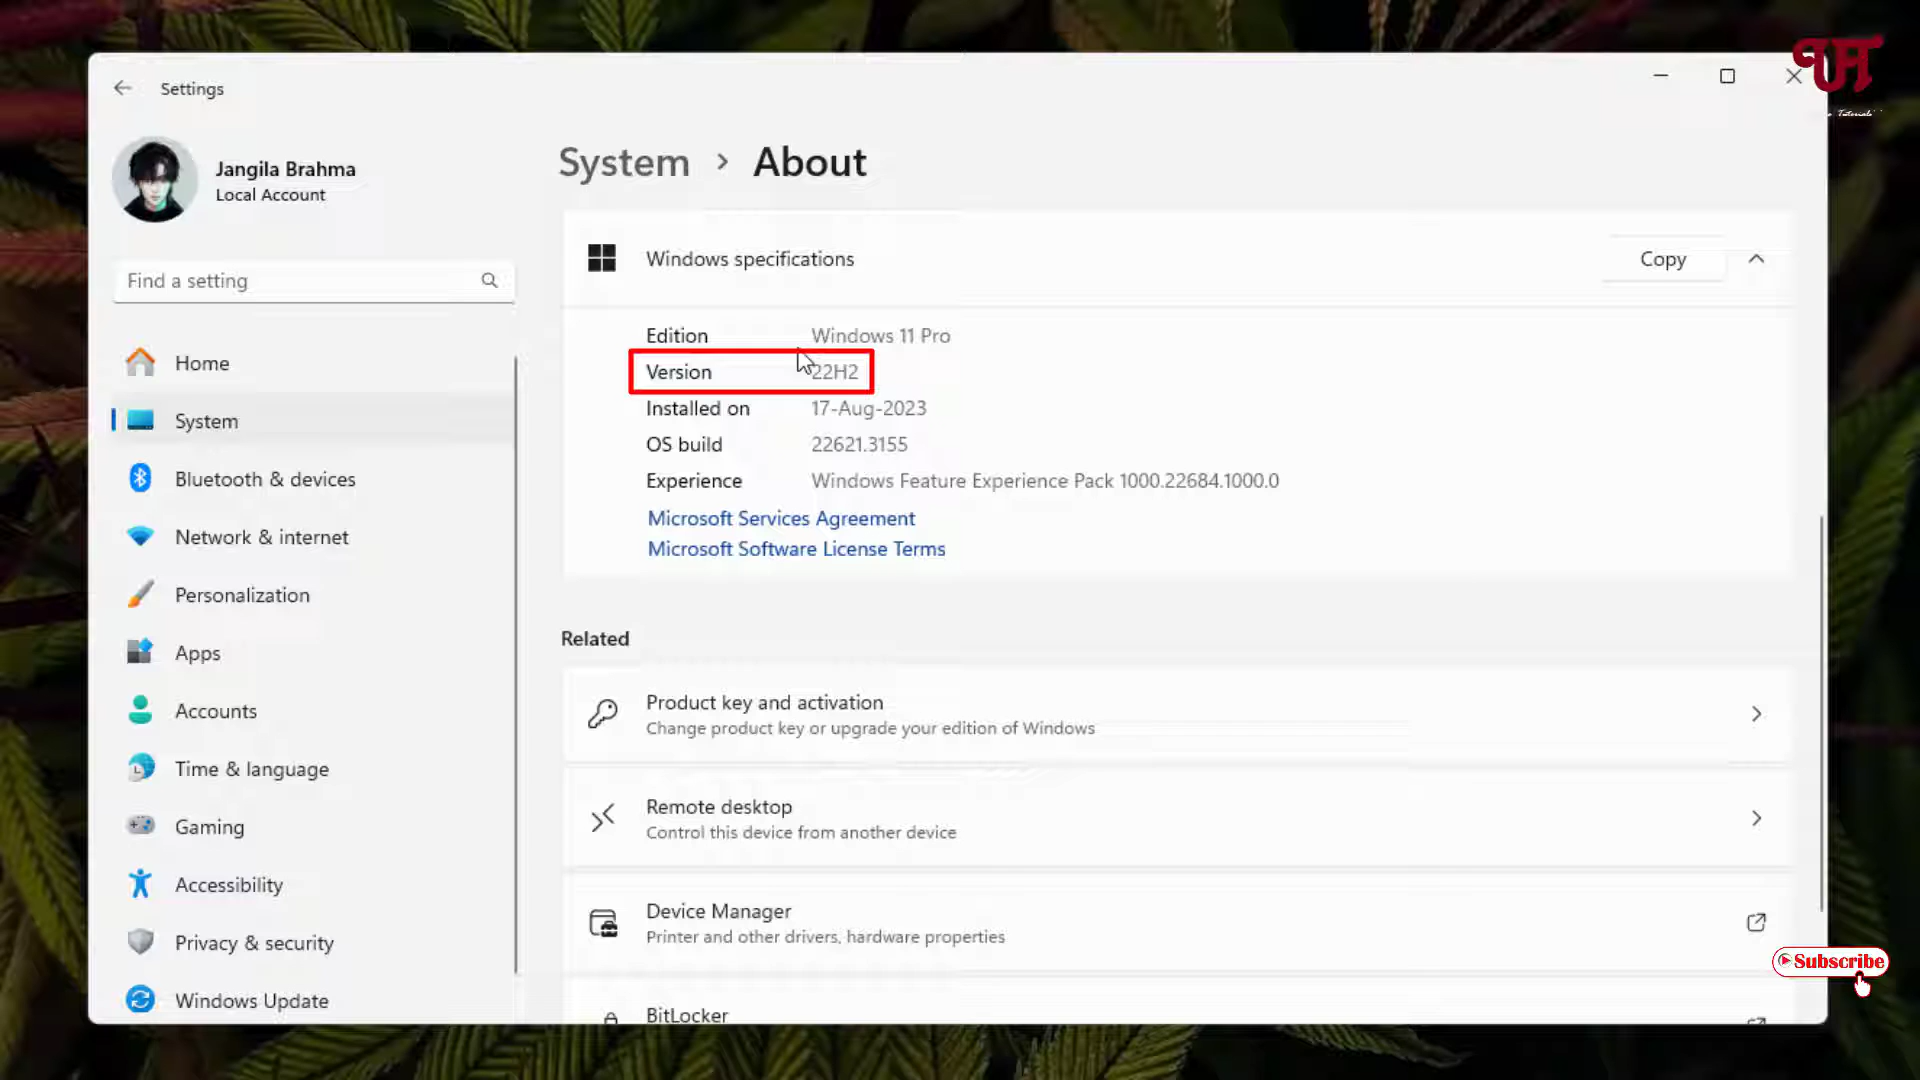 Settings
Jangila Brahma
Local Account
Find a setting
Home
System
Bluetooth & devices
Network & internet
Personalization
Apps
Accounts
Time & language
Gaming
Accessibility
Privacy & security
Windows Update
System > About
Windows specifications
Copy
Edition Windows 11 Pro
Version 22H2
Installed on 17-Aug-2023
OS build 22621.3155
Experience Windows Feature Experience Pack 1000.22684.1000.0
Microsoft Services Agreement
Microsoft Software License Terms
Related
Product key and activation
Change product key or upgrade your edition of Windows
Remote desktop
Control this device from another device
Device Manager
Printer and other drivers, hardware properties
BitLocker
UT
Tutorials
Subscribe